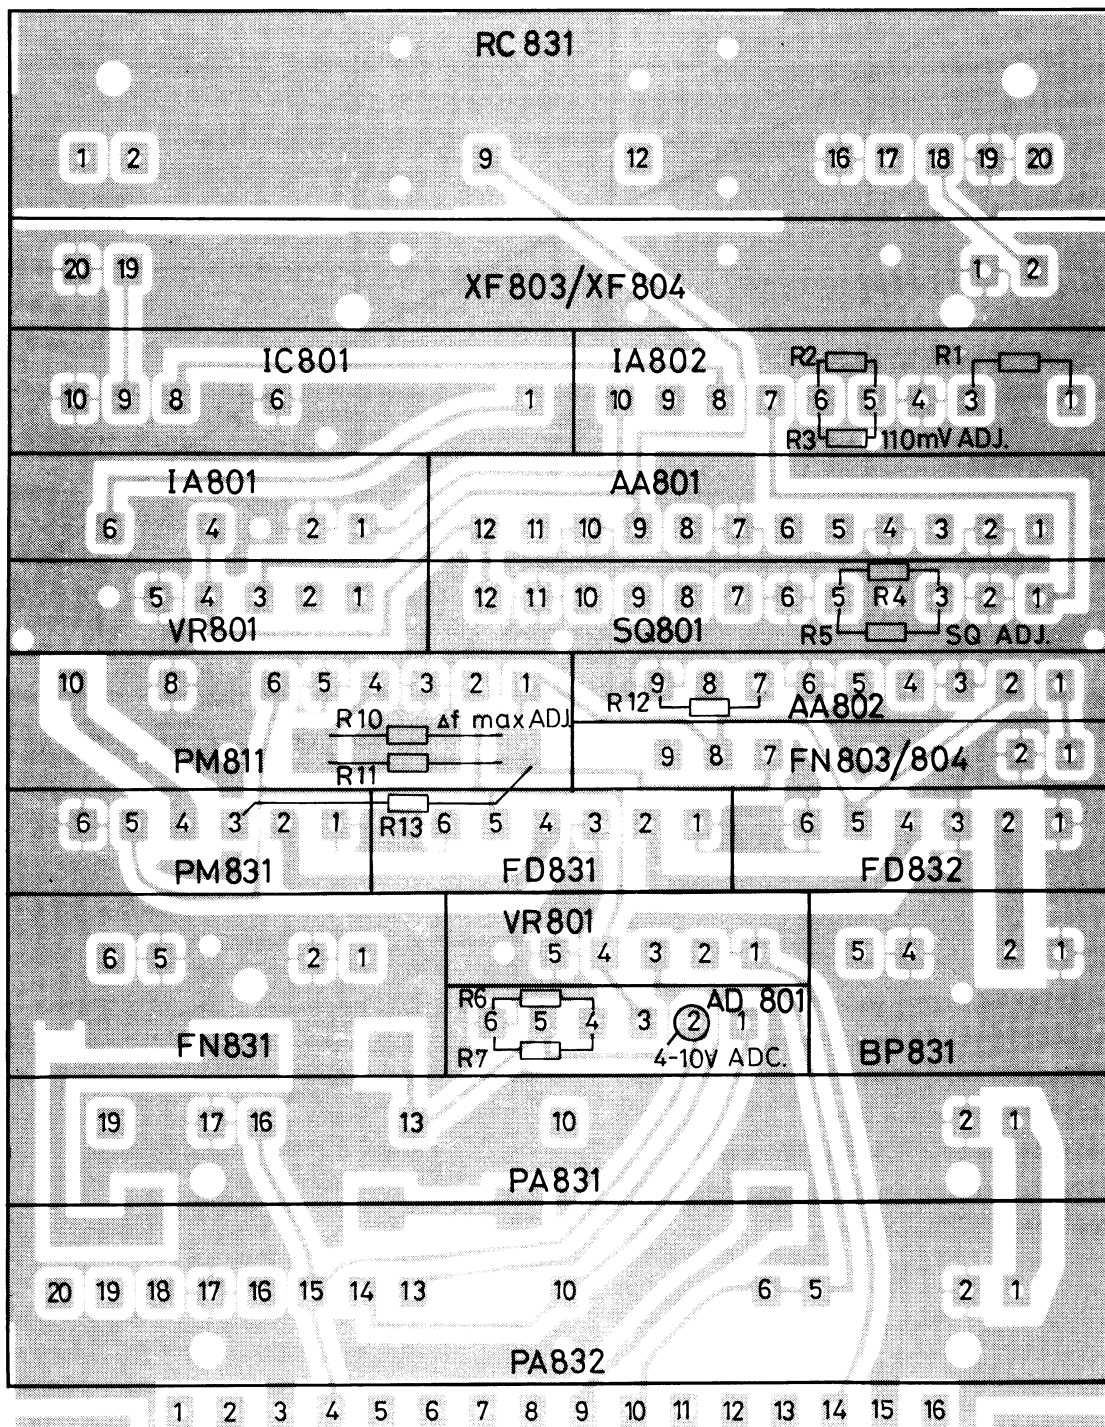 RC 831
1 2 9 12 16 17 18 19 20
20 19 1 2
XF803/XF804
IC801 IA802 R2 R1
10 9 8 6 1 10 9 8 7 6 5 4 3 1
R3 110mV ADJ.
IA801 AA801
6 4 2 1 12 11 10 9 8 7 6 5 4 3 2 1
5 4 3 2 1 12 11 10 9 8 7 6 5 R4 3 2 1
VR801 SQ801 R5 SQ ADJ.
10 8 6 5 4 3 2 1 9 8 7 6 5 4 3 2 1
R12 AA802
R10 Δf max ADJ.
PM811 9 8 7 FN803/804 2 1
R11
6 5 4 3 2 1 R13 6 5 4 3 2 1 6 5 4 3 2 1
PM831 FD831 FD832
VR801
6 5 2 1 5 4 3 2 1 5 4 2 1
R6 AD 801
6 5 4 3 2 1
FN831 R7 4-10V ADC. BP831
19 17 16 13 10 2 1
PA831
20 19 18 17 16 15 14 13 10 6 5 2 1
PA832
1 2 3 4 5 6 7 8 9 10 11 12 13 14 15 16